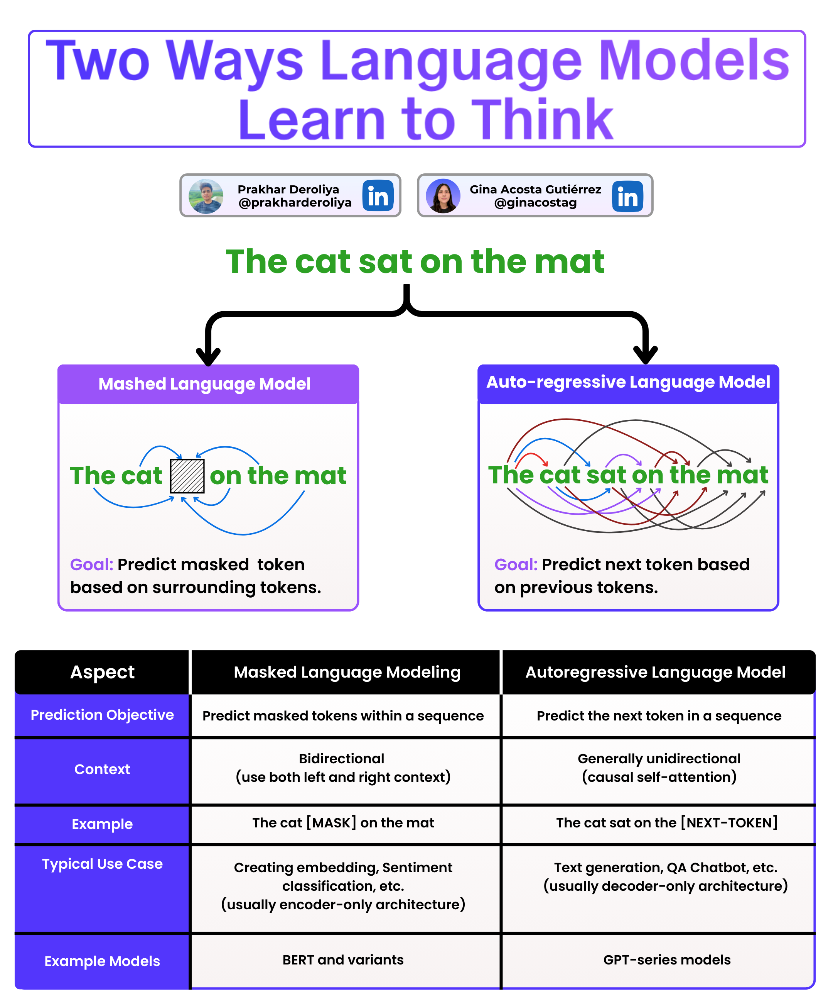 Two Ways Language Models
Learn to Think
Prakhar Deroliya
@prakharderoliya
in
Gina Acosta Gutiérrez
@ginacostag
in
The cat sat on the mat
Mashed Language Model
The cat on the mat
Goal: Predict masked token
based on surrounding tokens.
Auto-regressive Language Model
The cat sat on the mat
Goal: Predict next token based
on previous tokens.
Aspect
Masked Language Modeling
Autoregressive Language Model
Prediction Objective
Predict masked tokens within a sequence
Predict the next token in a sequence
Context
Bidirectional
(use both left and right context)
Generally unidirectional
(causal self-attention)
Example
The cat [MASK] on the mat
The cat sat on the [NEXT-TOKEN]
Typical Use Case
Creating embedding, Sentiment
classification, etc.
(usually encoder-only architecture)
Text generation, QA Chatbot, etc.
(usually decoder-only architecture)
Example Models
BERT and variants
GPT-series models